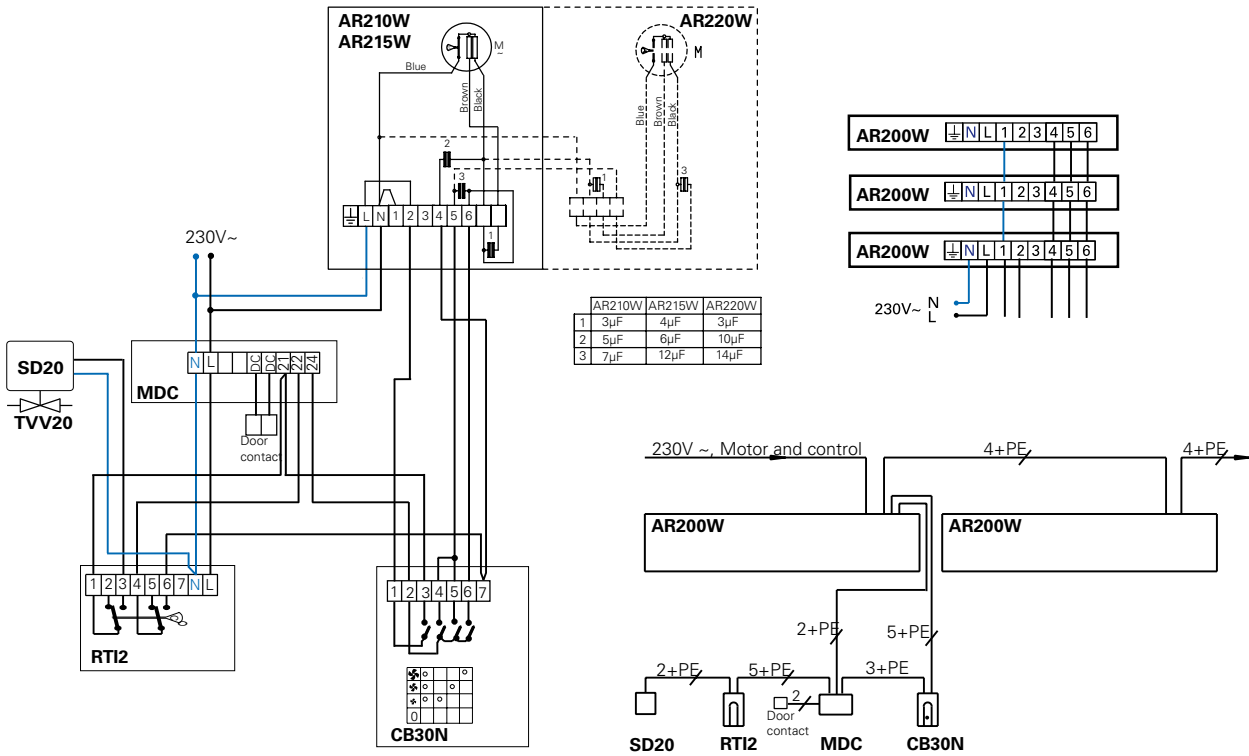 AR210W
AR215W
AR220W
M
~
M
Blue
Brown
Black
Blue
Brown
Black
2
3
1
3
L N 1 2 3 4 5 6
1
230V~
AR210W AR215W AR220W
1 3µF 4µF 3µF
2 5µF 6µF 10µF
3 7µF 12µF 14µF
AR200W N L 1 2 3 4 5 6
AR200W N L 1 2 3 4 5 6
AR200W N L 1 2 3 4 5 6
230V~ N
L
SD20
TVV20
N L DC DC 21 22 24
MDC
Door
contact
1 2 3 4 5 6 7 N L
RTI2
1 2 3 4 5 6 7
0
CB30N
230V ~, Motor and control
4+PE
4+PE
AR200W
AR200W
2+PE
5+PE
2+PE
5+PE
3+PE
2
Door
contact
SD20
RTI2
MDC
CB30N